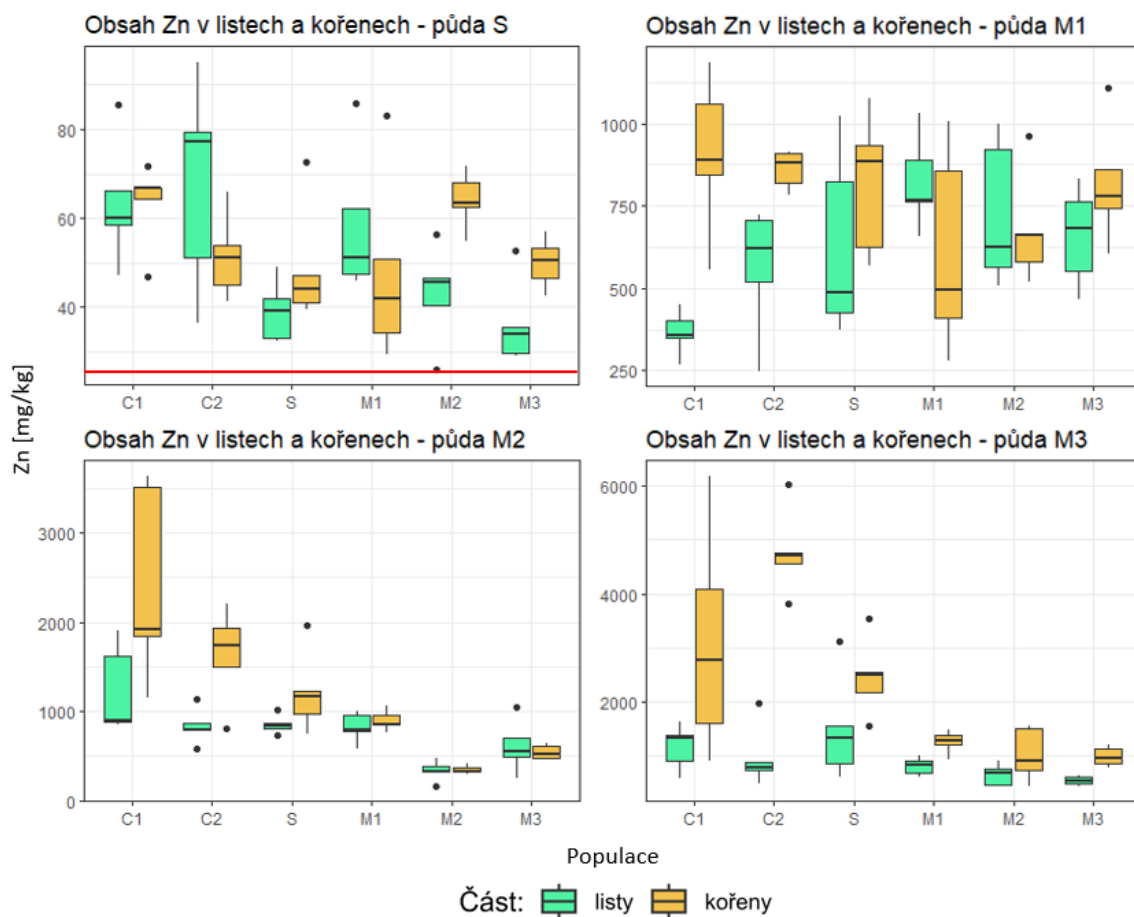 Obsah Zn v listech a kořenech - půda S
80
60
40
C1 C2 S M1 M2 M3
Obsah Zn v listech a kořenech - půda M1
1000
750
500
250
C1 C2 S M1 M2 M3
Zn [mg/kg]
Obsah Zn v listech a kořenech - půda M2
3000
2000
1000
0
C1 C2 S M1 M2 M3
Obsah Zn v listech a kořenech - půda M3
6000
4000
2000
C1 C2 S M1 M2 M3
Populace
Část: listy kořeny